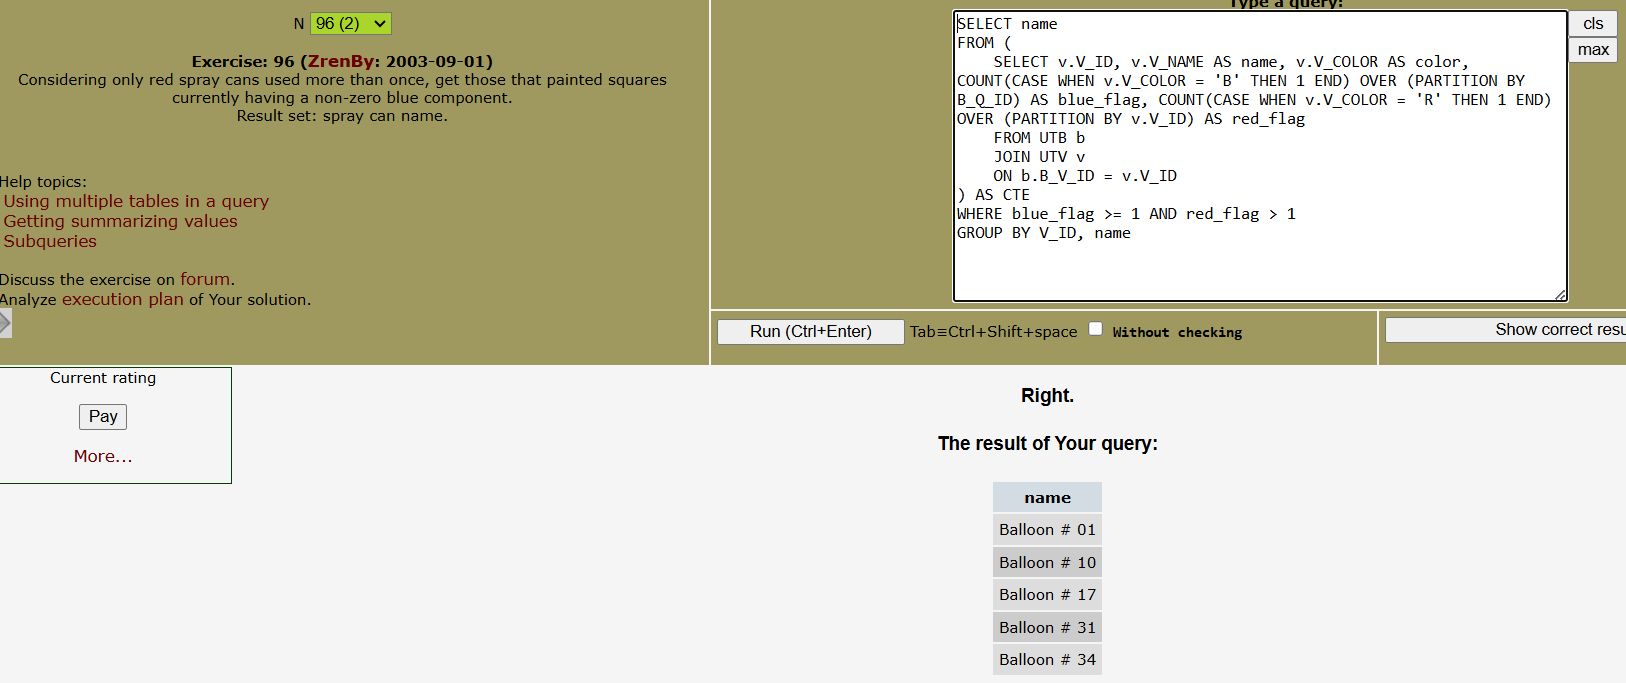 N 96 (2)
Exercise: 96 (ZrenBy: 2003-09-01)
Considering only red spray cans used more than once, get those that painted squares
currently having a non-zero blue component.
Result set: spray can name.
Help topics:
Using multiple tables in a query
Getting summarizing values
Subqueries
Discuss the exercise on forum.
Analyze execution plan of Your solution.
Type a query:
SELECT name
FROM (
    SELECT v.V_ID, v.V_NAME AS name, v.V_COLOR AS color,
COUNT(CASE WHEN v.V_COLOR = 'B' THEN 1 END) OVER (PARTITION BY
B_Q_ID) AS blue_flag, COUNT(CASE WHEN v.V_COLOR = 'R' THEN 1 END)
OVER (PARTITION BY v.V_ID) AS red_flag
    FROM UTB b
    JOIN UTV v
    ON b.B_V_ID = v.V_ID
) AS CTE
WHERE blue_flag >= 1 AND red_flag > 1
GROUP BY V_ID, name
cls
max
Run (Ctrl+Enter) Tab≡Ctrl+Shift+space Without checking
Show correct resu
Current rating
Pay
More...
Right.
The result of Your query:
name
Balloon # 01
Balloon # 10
Balloon # 17
Balloon # 31
Balloon # 34